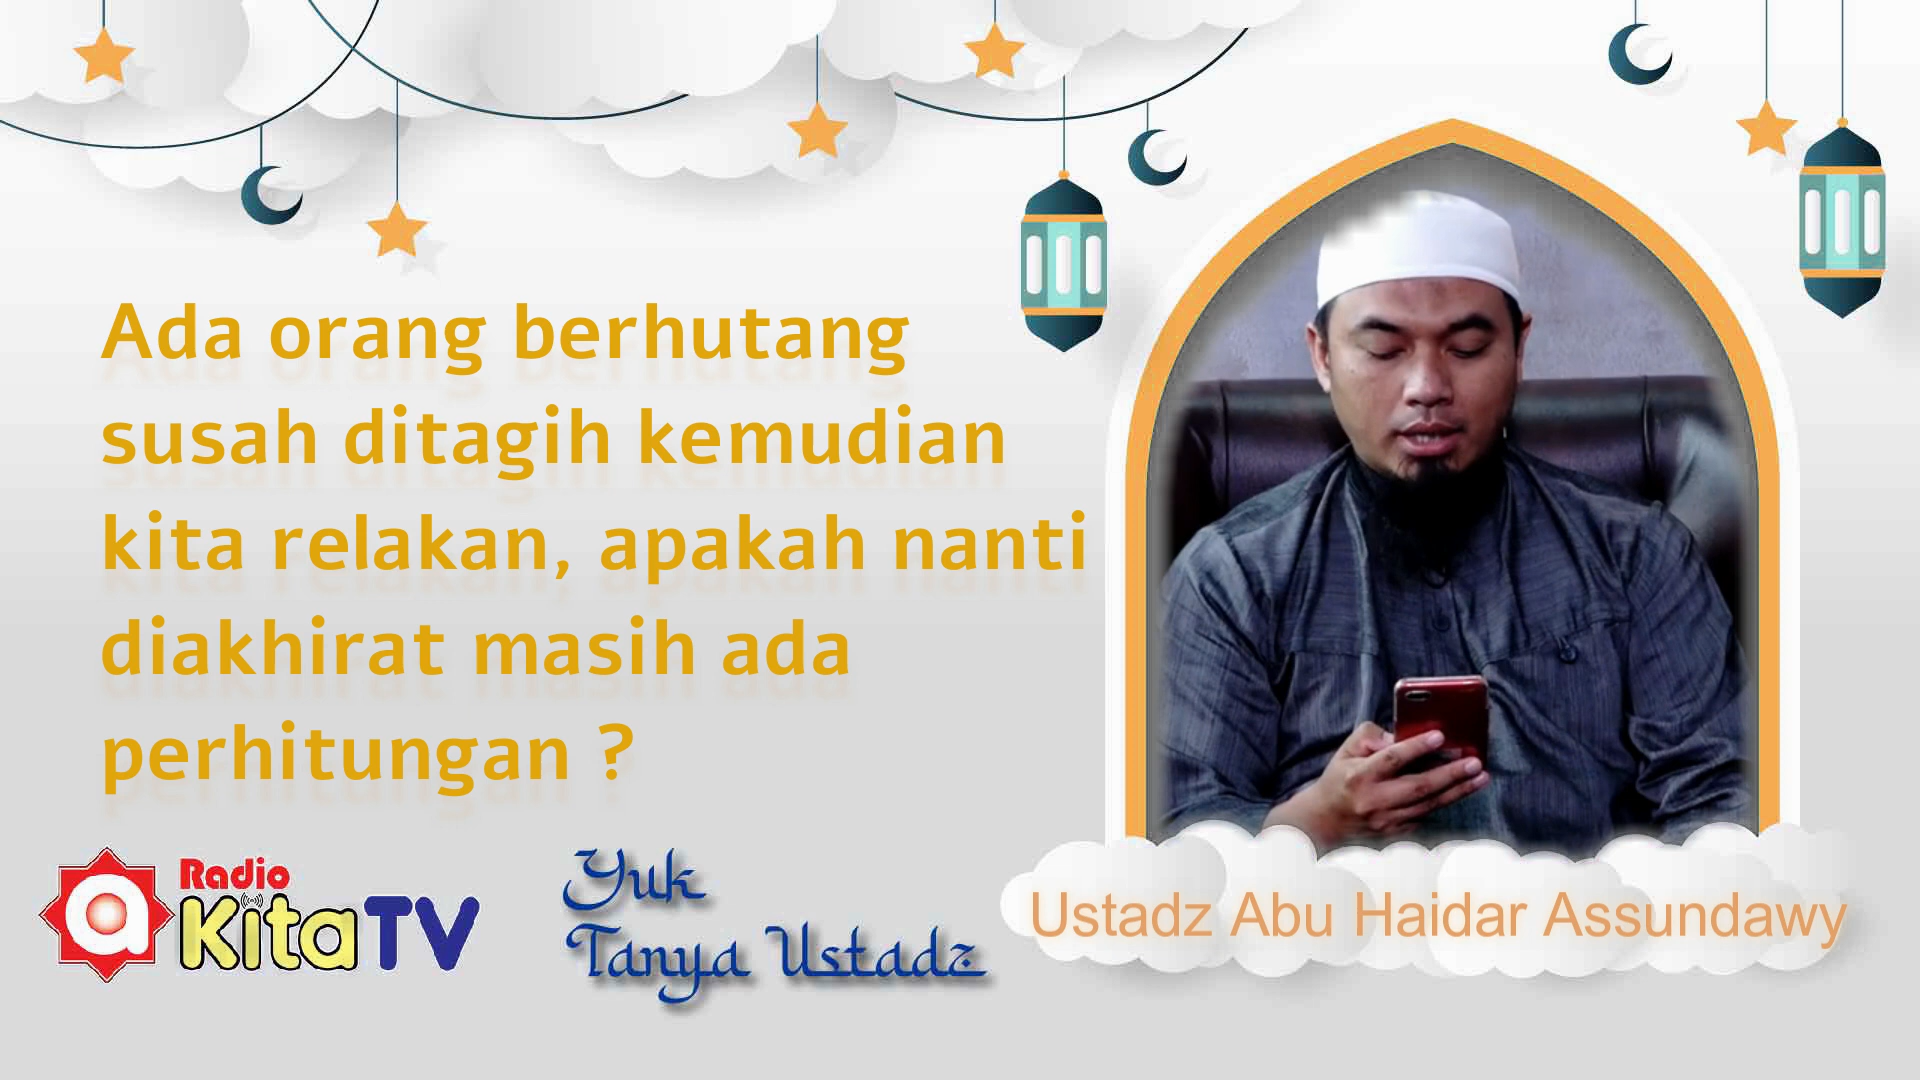 Ada orang berhutang
susah ditagih kemudian
kita relakan, apakah nanti
diakhirat masih ada
perhitungan ?
Radio
KitaTV
Yuk
Tanya Ustadz
Ustadz Abu Haidar Assundawy